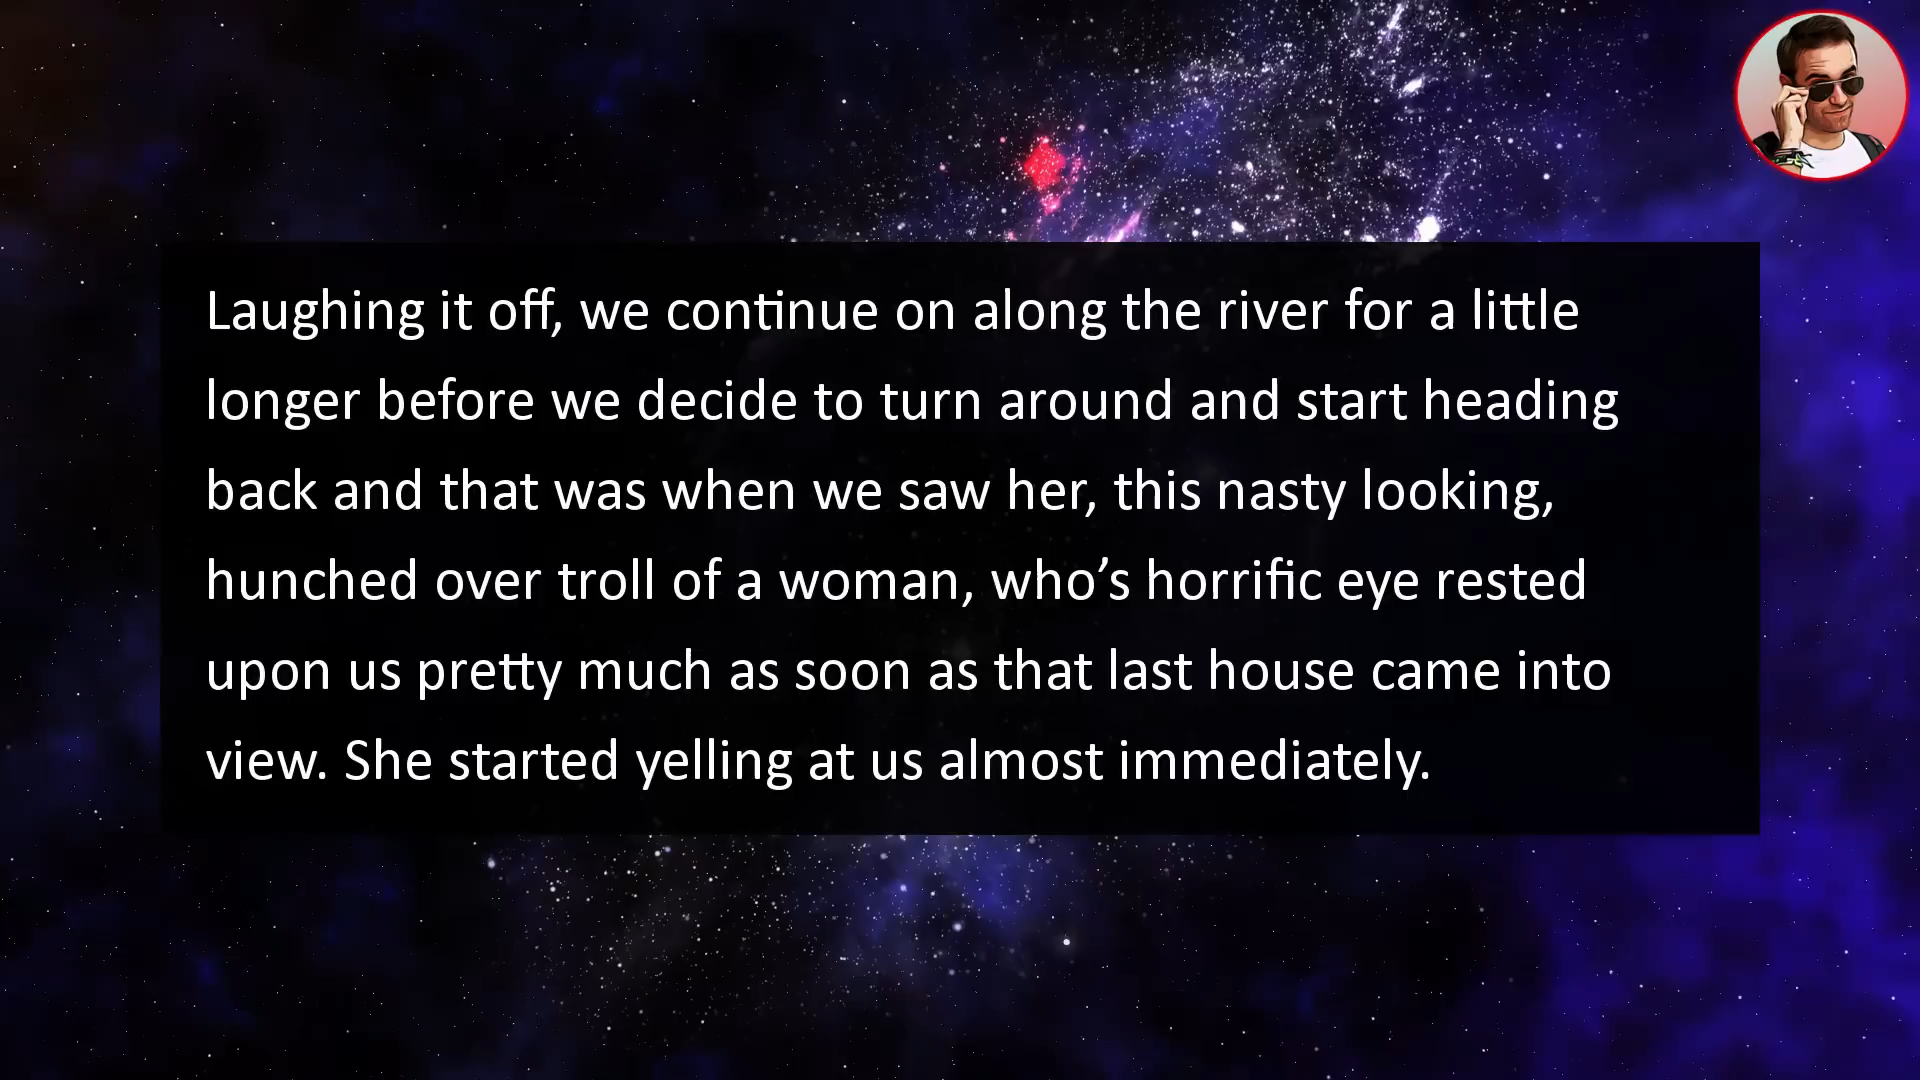 Laughing it off, we continue on along the river for a little
longer before we decide to turn around and start heading
back and that was when we saw her, this nasty looking,
hunched over troll of a woman, who’s horrific eye rested
upon us pretty much as soon as that last house came into
view. She started yelling at us almost immediately.